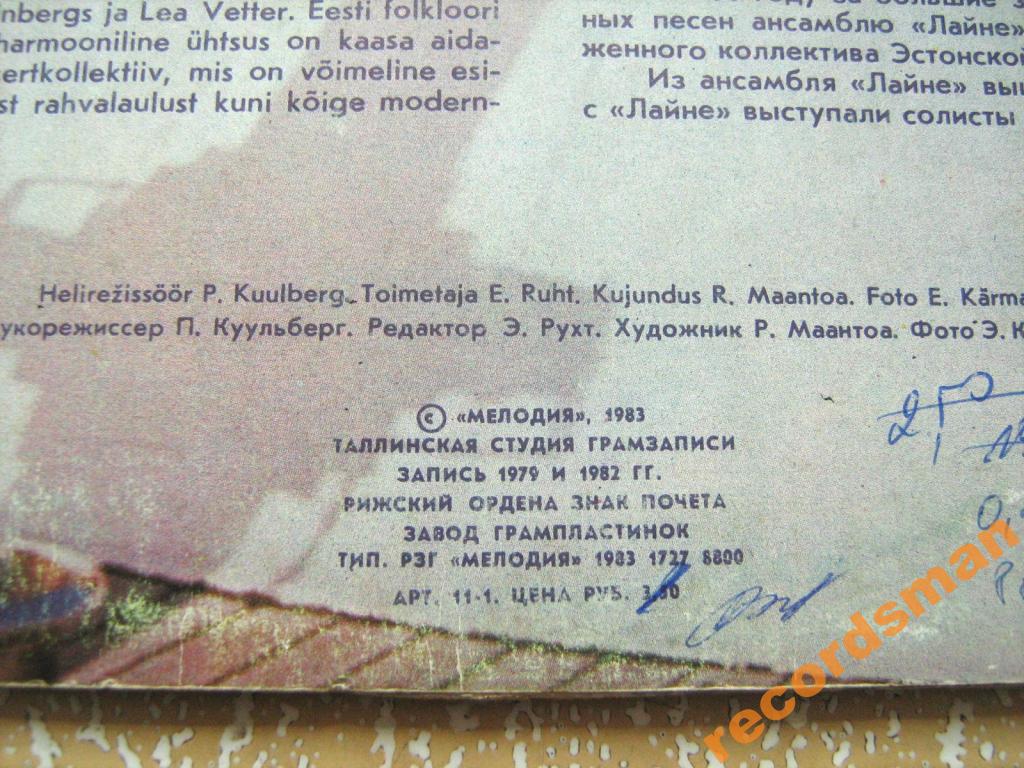 nbergs ja Lea Vetter. Eesti folkloori
harmooniline ühtsus on kaasa aida-
sertkollektiiv, mis on võimeline esi-
st rahvalaulust kuni kõige modern-
ных песен ансамблю «Лайне»
женного коллектива Эстонской
Из ансамбля «Лайне»
с «Лайне» выступали солисты
Helirežissöör P. Kuulberg. Toimetaja E. Ruht. Kujundus R. Maantoa. Foto E. Kärma
укорежиссер П. Куульберг. Редактор Э. Рухт. Художник Р. Маантоа. Фото Э. К
© «МЕЛОДИЯ», 1983
ТАЛЛИНСКАЯ СТУДИЯ ГРАМЗАПИСИ
ЗАПИСЬ 1979 И 1982 ГГ.
РИЖСКИЙ ОРДЕНА ЗНАК ПОЧЕТА
ЗАВОД ГРАМПЛАСТИНОК
ТИП. РЗГ «МЕЛОДИЯ» 1983 1727 8800
АРТ. 11-1. ЦЕНА РУБ.
recordsman